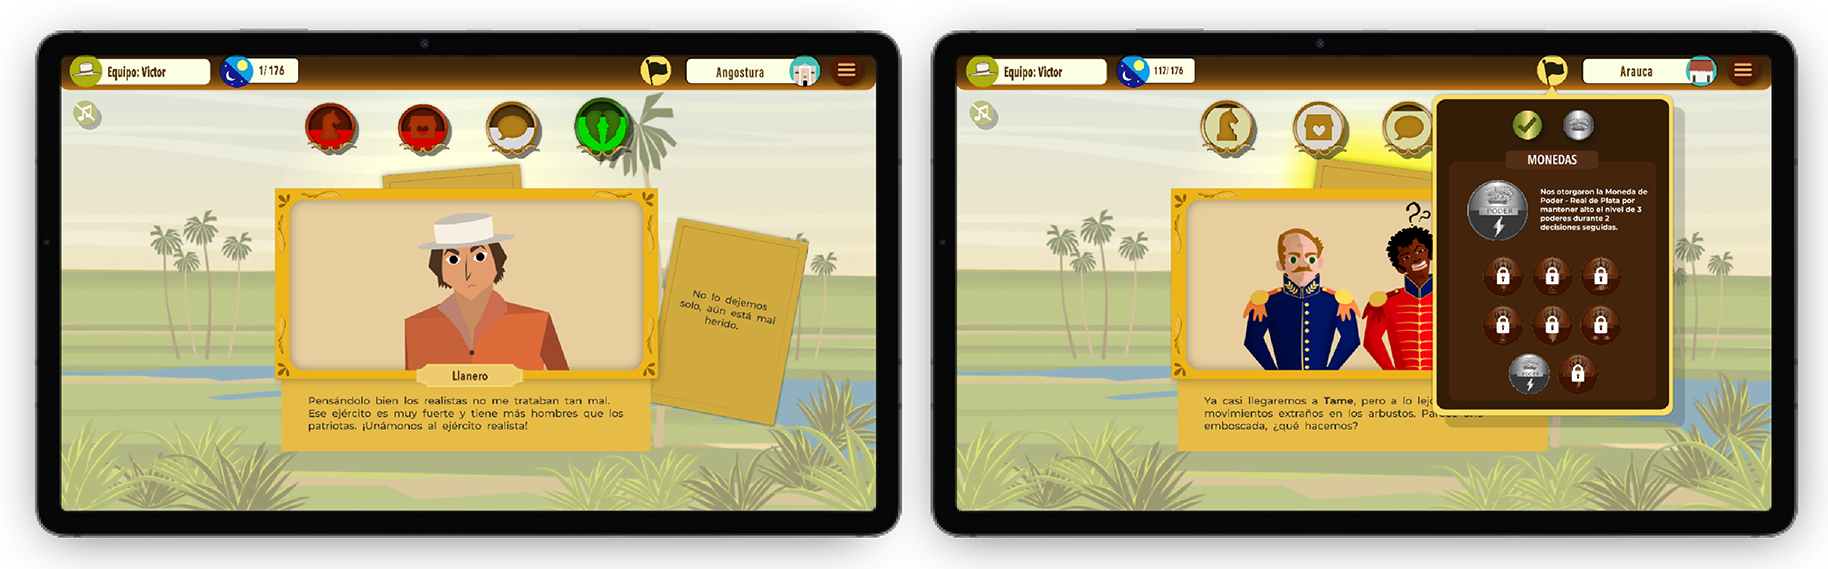 Equipo: Victor
1/176
Angostura
No lo dejemos
solo, aún está mal
herido.
Llanero
Pensándolo bien los realistas no me trataban tan mal.
Ese ejército es muy fuerte y tiene más hombres que los
patriotas. ¡Unámonos al ejército realista!
Equipo: Victor
117/176
Arauca
MONEDAS
Nos otorgaron la Moneda de
Poder - Real de Plata por
mantener alto el nivel de 3
poderes durante 2
decisiones seguidas.
PODER
??
Ya casi llegaremos a Tame, pero a lo
movimientos extraños en los arbustos.
emboscada, ¿qué hacemos?